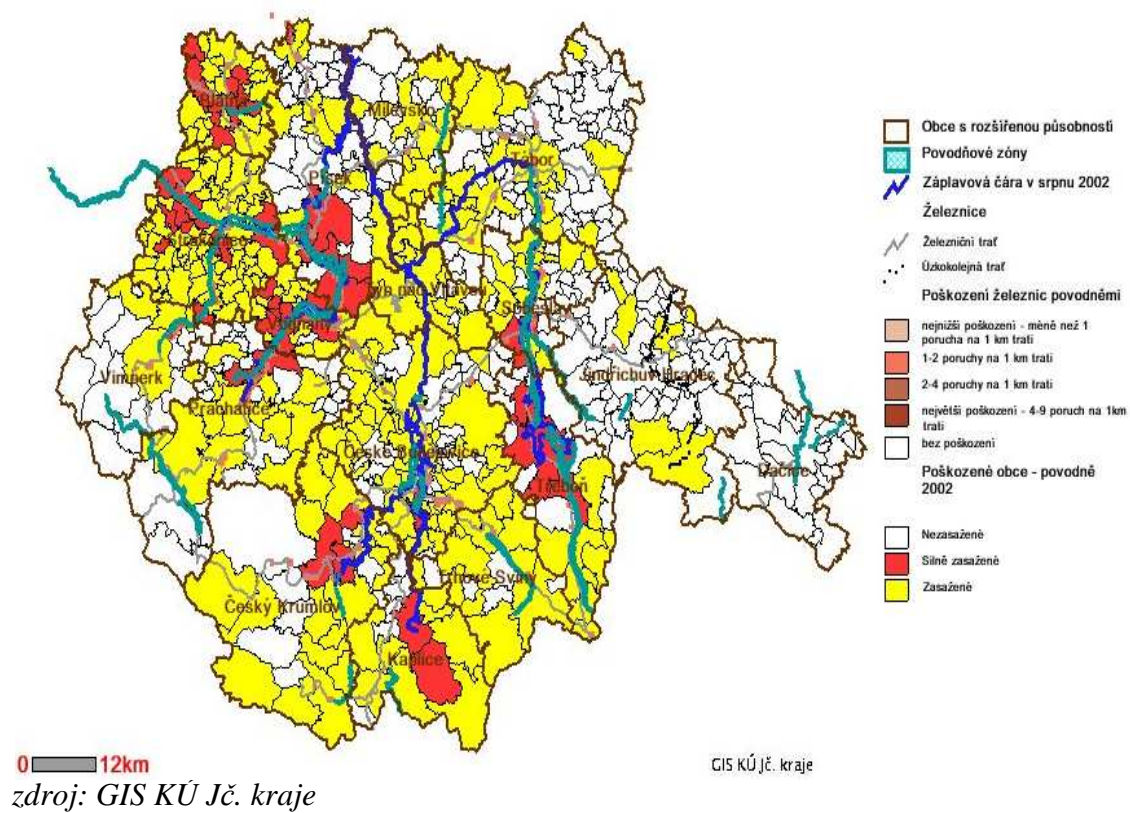 Blatná
Milevsko
Tábor
Písek
Strakonice
Týn nad Vltavou
Soběslav
Vodňany
Jindřichův Hradec
Vimperk
Prachatice
České Budějovice
Dačice
Třeboň
Trhové Sviny
Český Krumlov
Kaplice
Obce s rozšířenou působností
Povodňové zóny
Záplavová čára v srpnu 2002
Železnice
Železniční trať
Úzkokolejná trať
Poškození železnic povodněmi
nejnižší poškození - méně než 1
porucha na 1 km trati
1-2 poruchy na 1 km trati
2-4 poruchy na 1 km trati
největší poškození - 4-9 poruch na 1km
trati
bez poškození
Poškozené obce - povodně
2002
Nezasažené
Silně zasažené
Zasažené
0 12km
GIS KÚ Jč. kraje
zdroj: GIS KÚ Jč. kraje